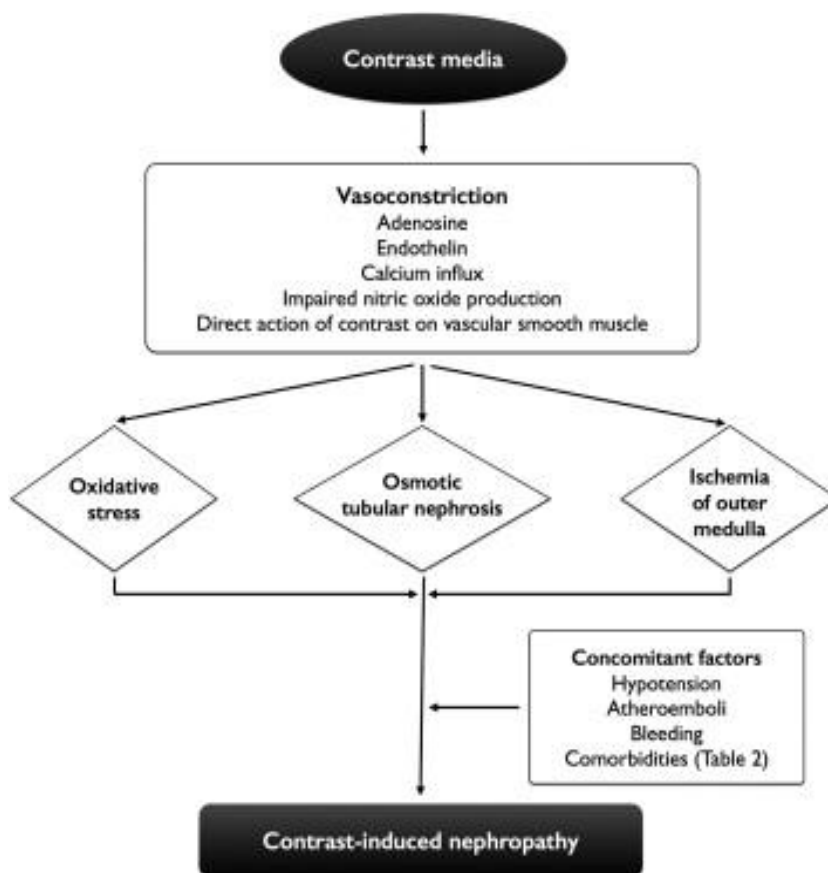 Contrast media
Vasoconstriction
Adenosine
Endothelin
Calcium influx
Impaired nitric oxide production
Direct action of contrast on vascular smooth muscle
Oxidative
stress
Osmotic
tubular nephrosis
Ischemia
of outer
medulla
Concomitant factors
Hypotension
Atheroemboli
Bleeding
Comorbidities (Table 2)
Contrast-induced nephropathy